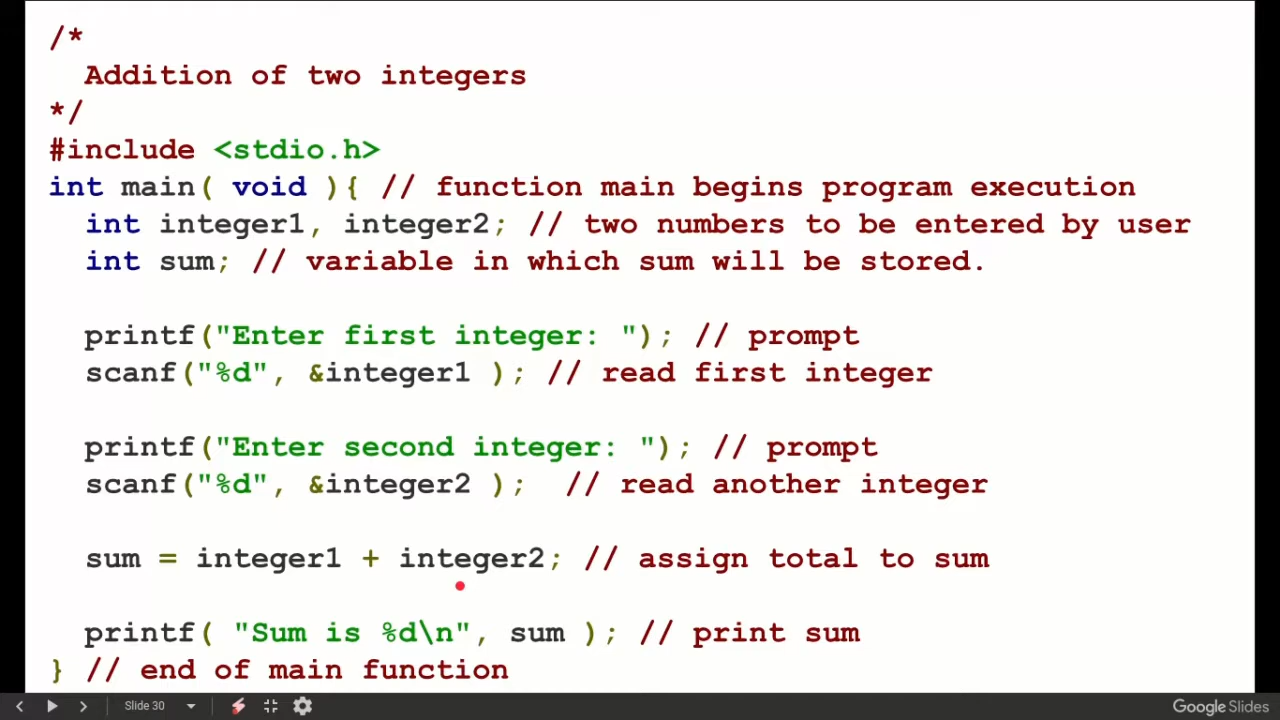 /*
  Addition of two integers
*/
#include <stdio.h>
int main( void ){ // function main begins program execution
  int integer1, integer2; // two numbers to be entered by user
  int sum; // variable in which sum will be stored.
  printf("Enter first integer: "); // prompt
  scanf("%d", &integer1 ); // read first integer
  printf("Enter second integer: "); // prompt
  scanf("%d", &integer2 );  // read another integer
  sum = integer1 + integer2; // assign total to sum
  printf( "Sum is %d\n", sum ); // print sum
} // end of main function
Slide 30
Google Slides